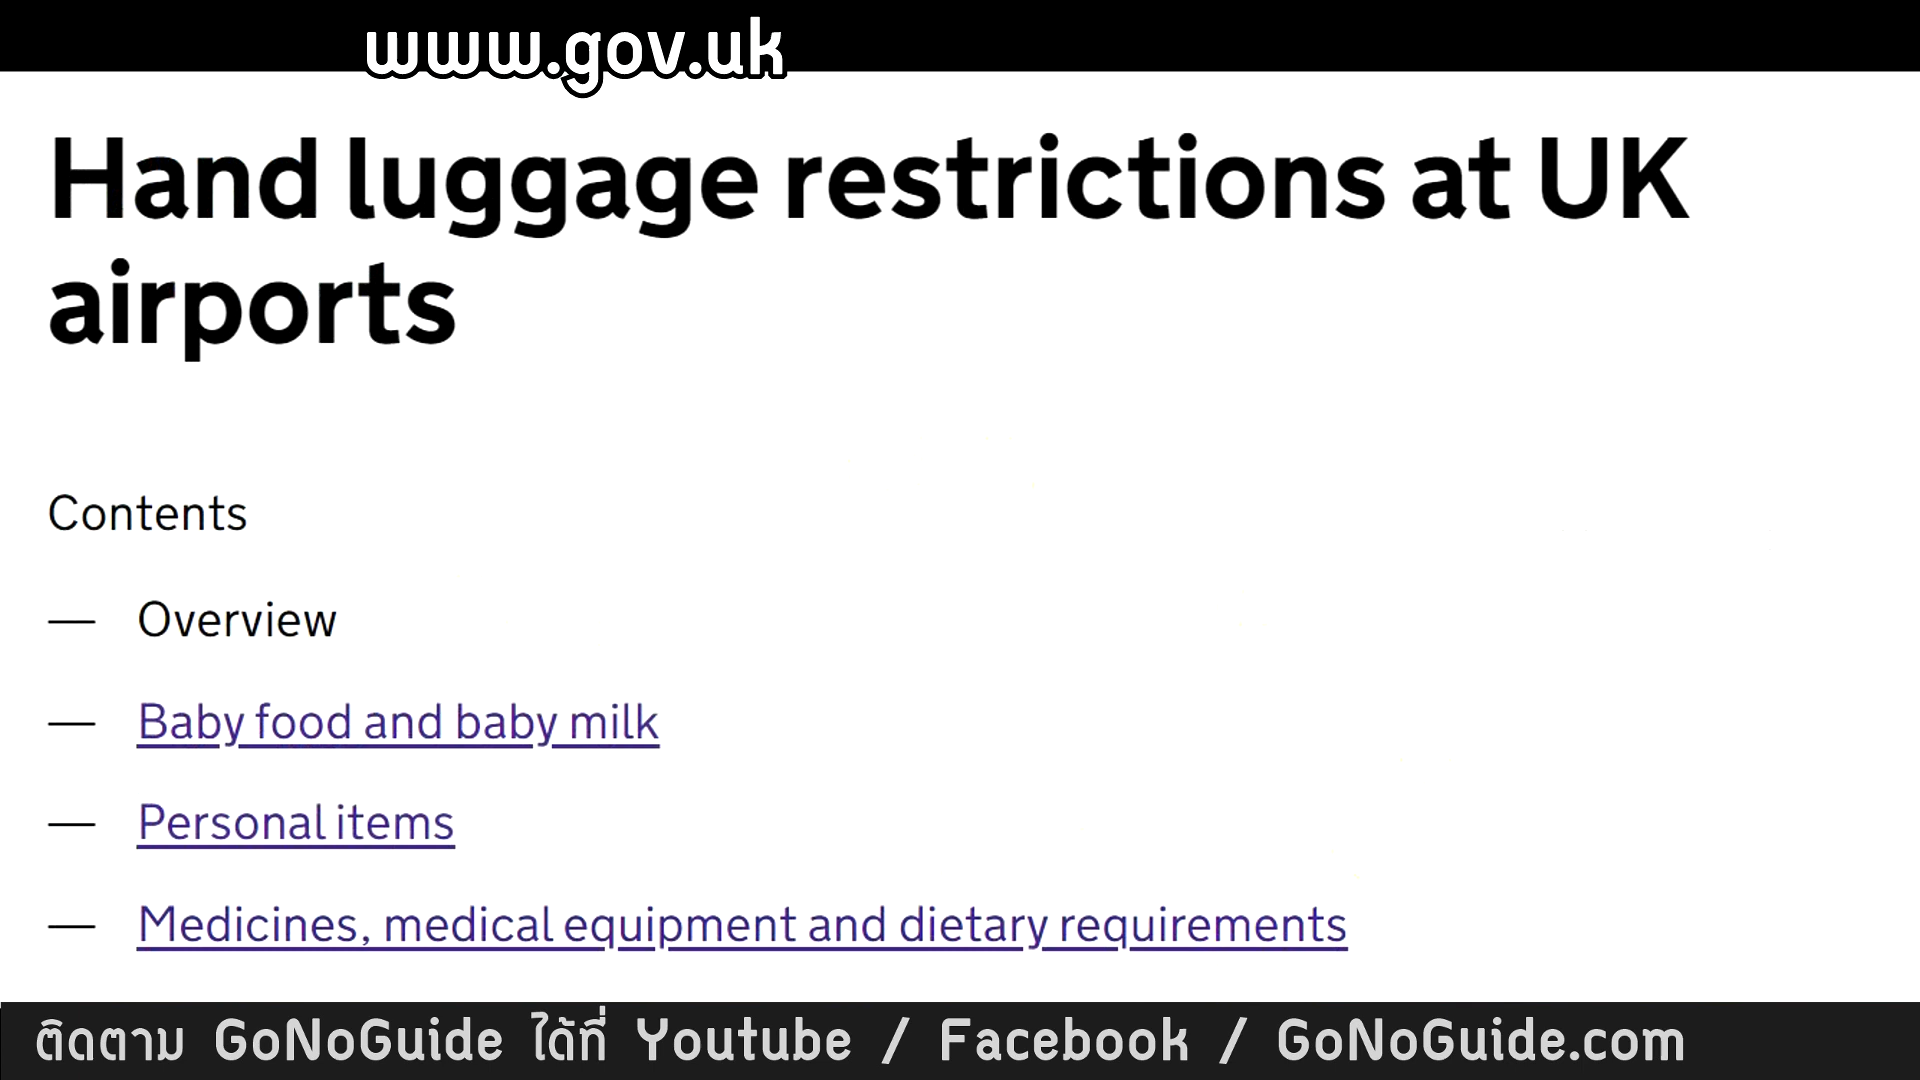 www.gov.uk
Hand luggage restrictions at UK
airports
Contents
— Overview
— Baby food and baby milk
— Personal items
— Medicines, medical equipment and dietary requirements
ติดตาม GoNoGuide ได้ที่ Youtube / Facebook / GoNoGuide.com